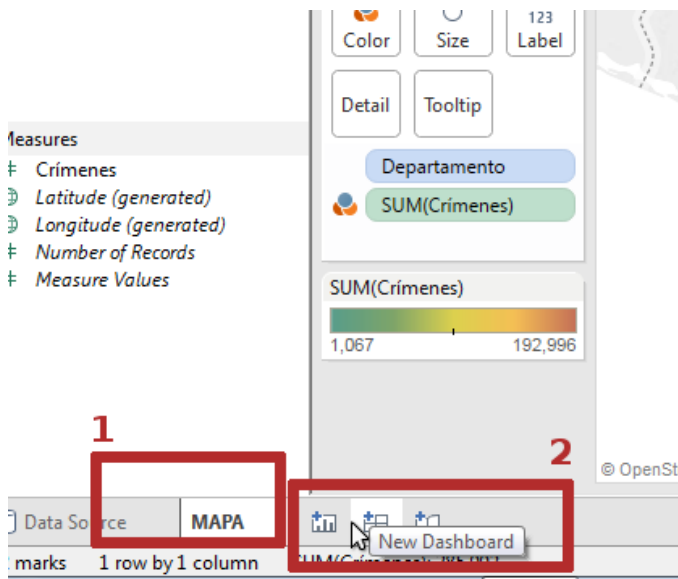 123
Color Size Label
Detail Tooltip
Measures
Crímenes
Departamento
Latitude (generated)
SUM(Crímenes)
Longitude (generated)
Number of Records
Measure Values
SUM(Crímenes)
1,067 192,996
1
2
© OpenSt
Data Source MAPA
New Dashboard
marks 1 row by 1 column